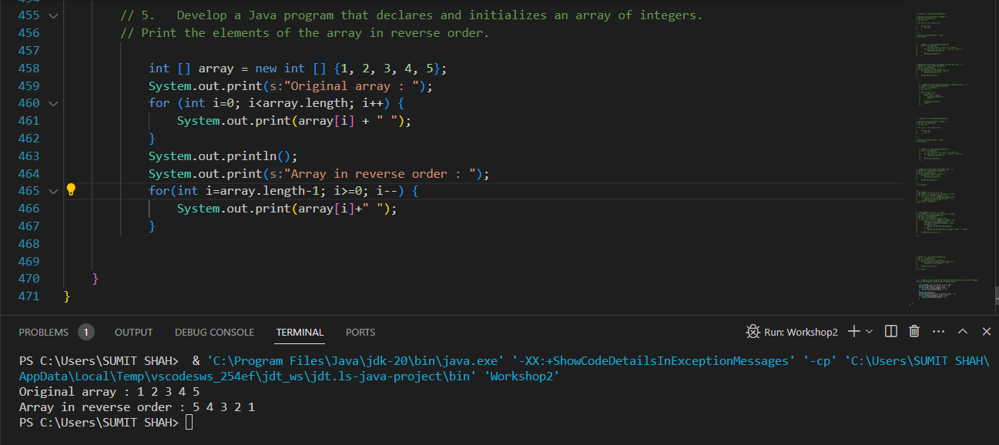 454
455 // 5.   Develop a Java program that declares and initializes an array of integers.
456 // Print the elements of the array in reverse order.
457
458 int [] array = new int [] {1, 2, 3, 4, 5};
459 System.out.print(s:"Original array : ");
460 for (int i=0; i<array.length; i++) {
461 System.out.print(array[i] + " ");
462 }
463 System.out.println();
464 System.out.print(s:"Array in reverse order : ");
465 for(int i=array.length-1; i>=0; i--) {
466 System.out.print(array[i]+" ");
467 }
468
469
470 }
471 }
PROBLEMS 1 OUTPUT DEBUG CONSOLE TERMINAL PORTS Run: Workshop2
PS C:\Users\SUMIT SHAH>  & 'C:\Program Files\Java\jdk-20\bin\java.exe' '-XX:+ShowCodeDetailsInExceptionMessages' '-cp' 'C:\Users\SUMIT SHAH\
AppData\Local\Temp\vscodesws_254ef\jdt_ws\jdt.ls-java-project\bin' 'Workshop2'
Original array : 1 2 3 4 5
Array in reverse order : 5 4 3 2 1
PS C:\Users\SUMIT SHAH>